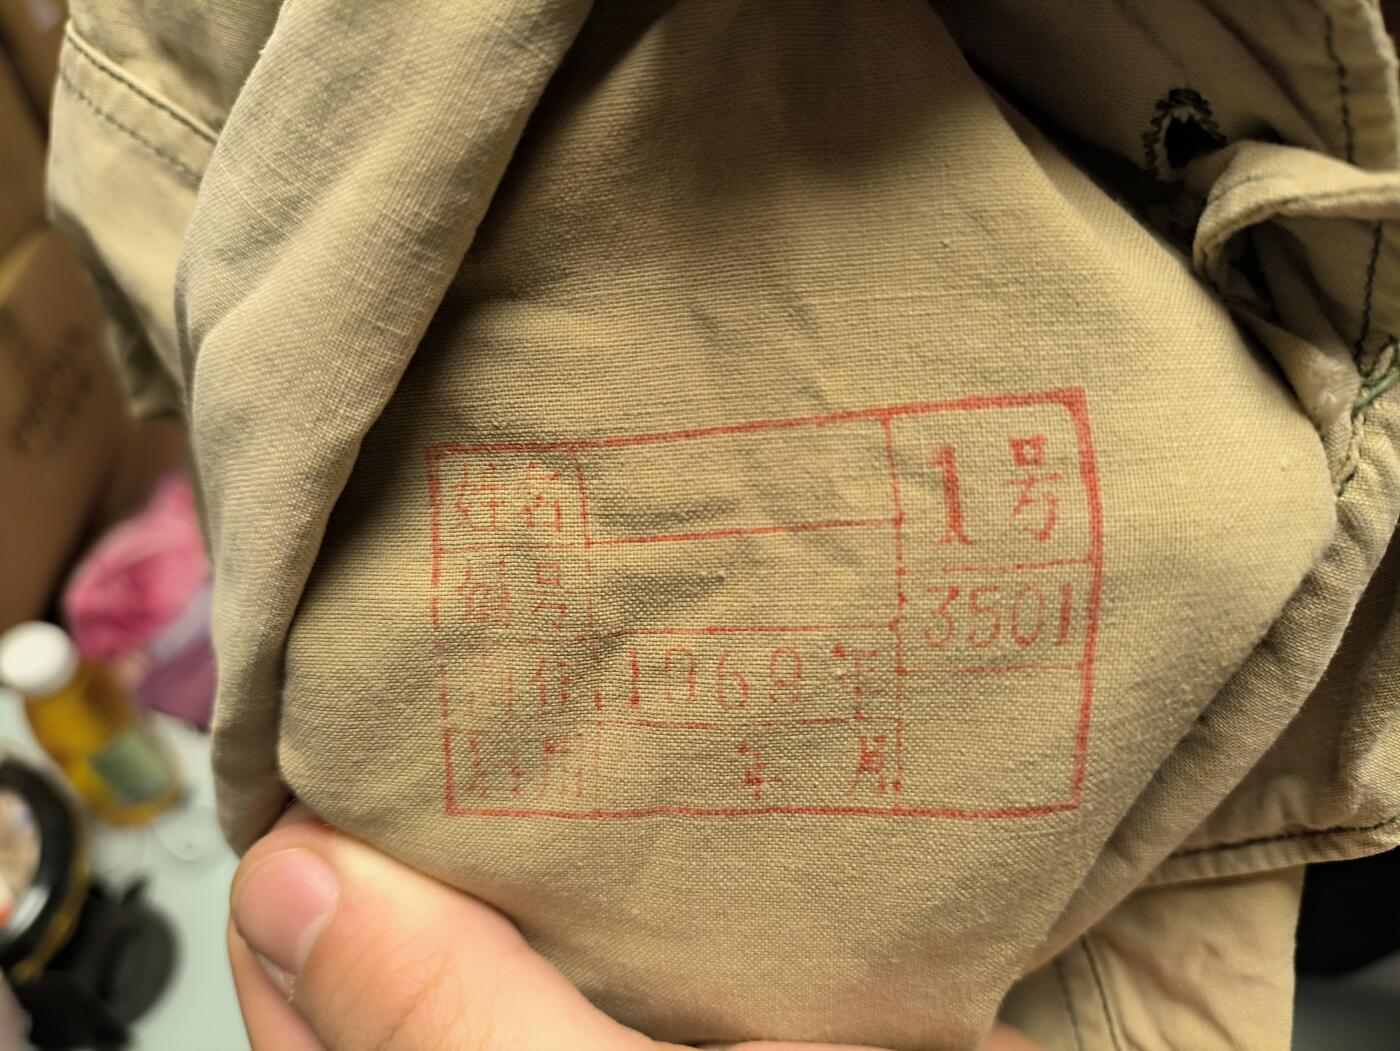 姓名
1号
编号
3501
制作 1969年
启用 年 月